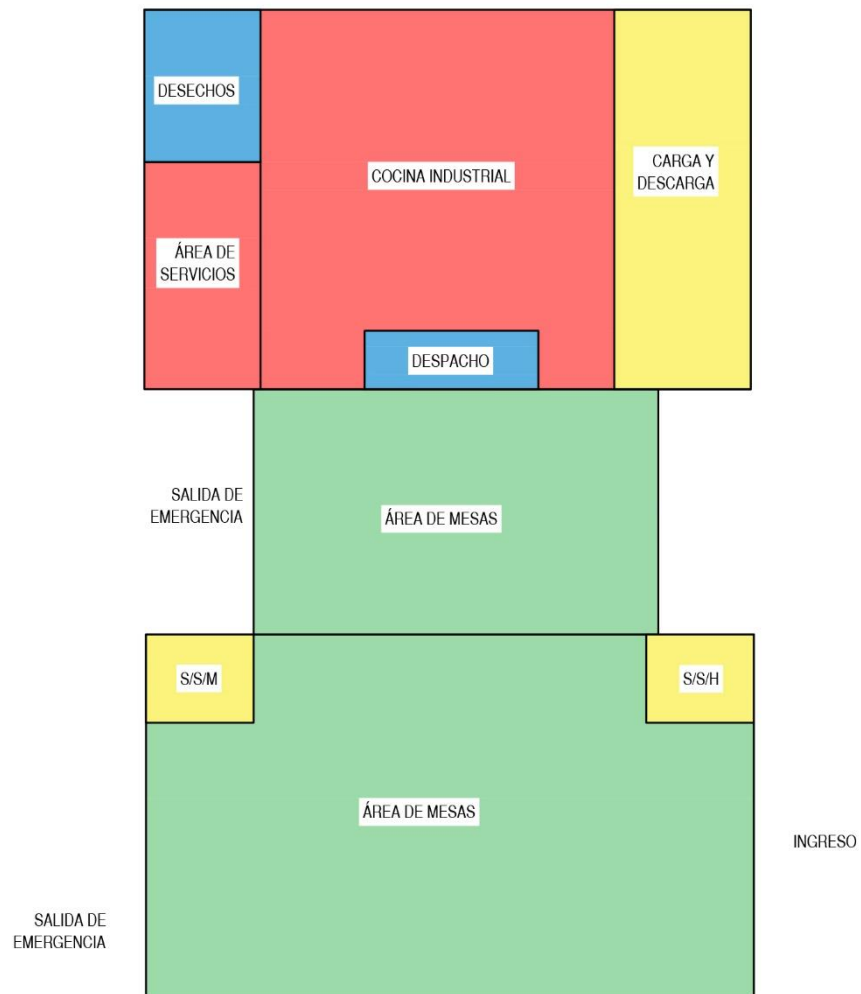 DESECHOS
COCINA INDUSTRIAL
CARGA Y
DESCARGA
ÁREA DE
SERVICIOS
DESPACHO
SALIDA DE
EMERGENCIA
ÁREA DE MESAS
S/S/M
S/S/H
ÁREA DE MESAS
INGRESO
SALIDA DE
EMERGENCIA